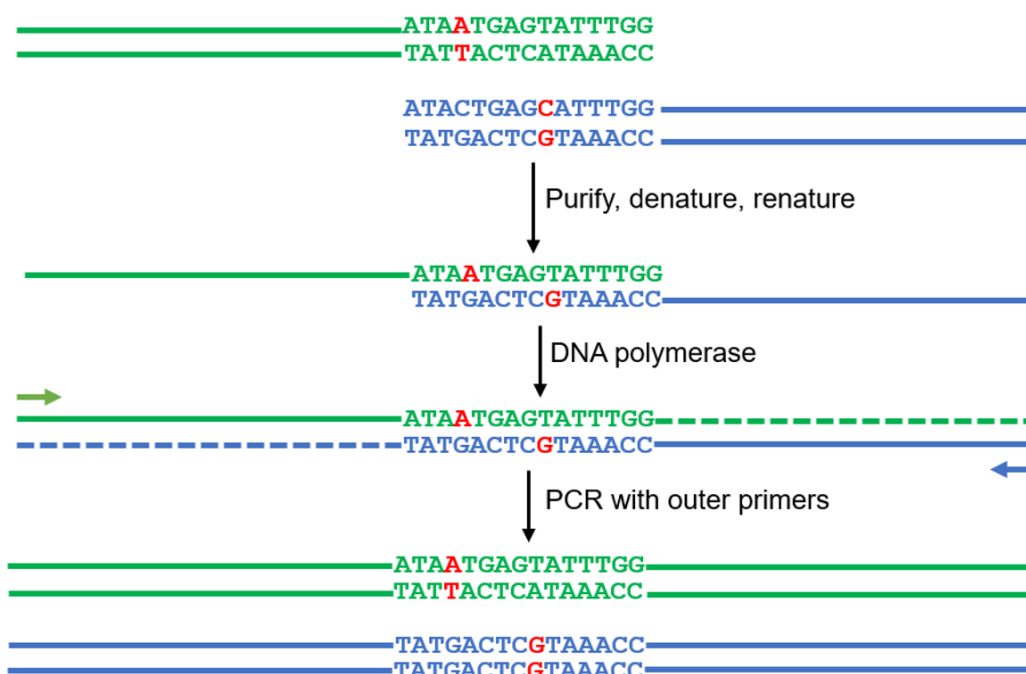 ATAATGAGTATTTGG
TATTACTCATAAACC
ATACTGAGCATTTGG
TATGACTCGTAAACC
Purify, denature, renature
ATAATGAGTATTTGG
TATGACTCGTAAACC
DNA polymerase
ATAATGAGTATTTGG
TATGACTCGTAAACC
PCR with outer primers
ATAATGAGTATTTGG
TATTACTCATAAACC
TATGACTCGTAAACC
TATGACTCGTAAACC